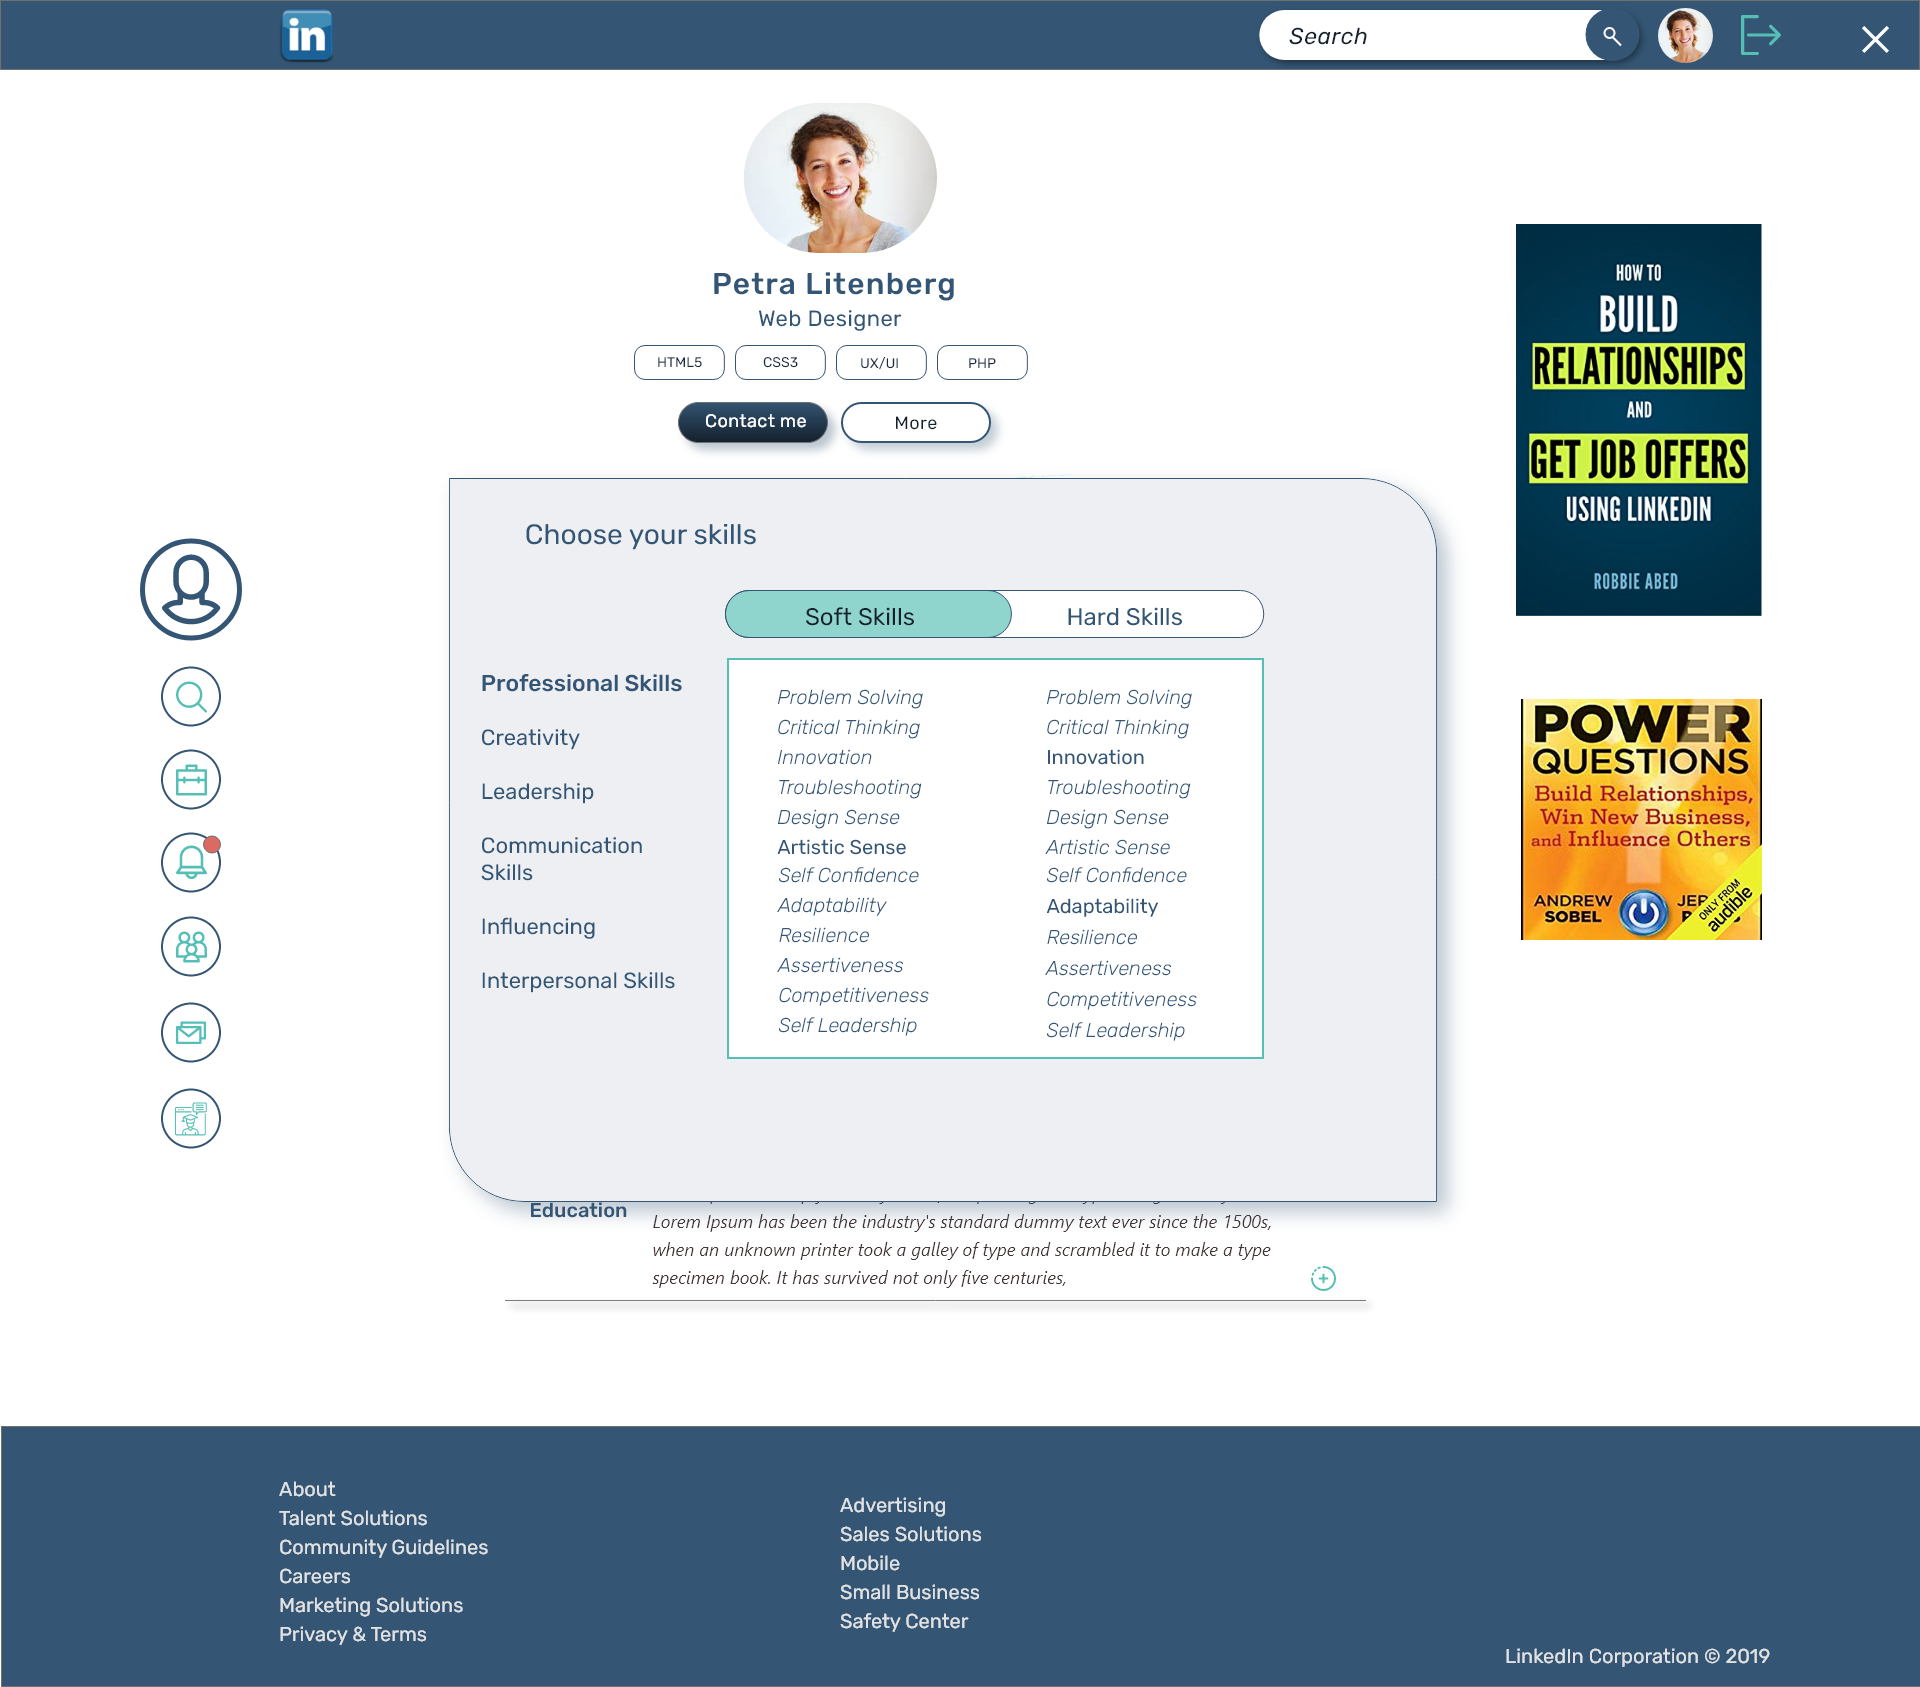 in
Search
Petra Litenberg
Web Designer
HTML5
CSS3
UX/UI
PHP
Contact me
More
HOW TO
BUILD
RELATIONSHIPS
AND
GET JOB OFFERS
USING LINKEDIN
ROBBIE ABED
Choose your skills
Soft Skills
Hard Skills
Professional Skills
Creativity
Leadership
Communication
Skills
Influencing
Interpersonal Skills
Problem Solving
Critical Thinking
Innovation
Troubleshooting
Design Sense
Artistic Sense
Self Confidence
Adaptability
Resilience
Assertiveness
Competitiveness
Self Leadership
Problem Solving
Critical Thinking
Innovation
Troubleshooting
Design Sense
Artistic Sense
Self Confidence
Adaptability
Resilience
Assertiveness
Competitiveness
Self Leadership
POWER
QUESTIONS
Build Relationships,
Win New Business,
and Influence Others
ANDREW
SOBEL
ONLY FROM
audible
Education
Lorem Ipsum has been the industry's standard dummy text ever since the 1500s,
when an unknown printer took a galley of type and scrambled it to make a type
specimen book. It has survived not only five centuries,
About
Talent Solutions
Community Guidelines
Careers
Marketing Solutions
Privacy & Terms
Advertising
Sales Solutions
Mobile
Small Business
Safety Center
LinkedIn Corporation © 2019